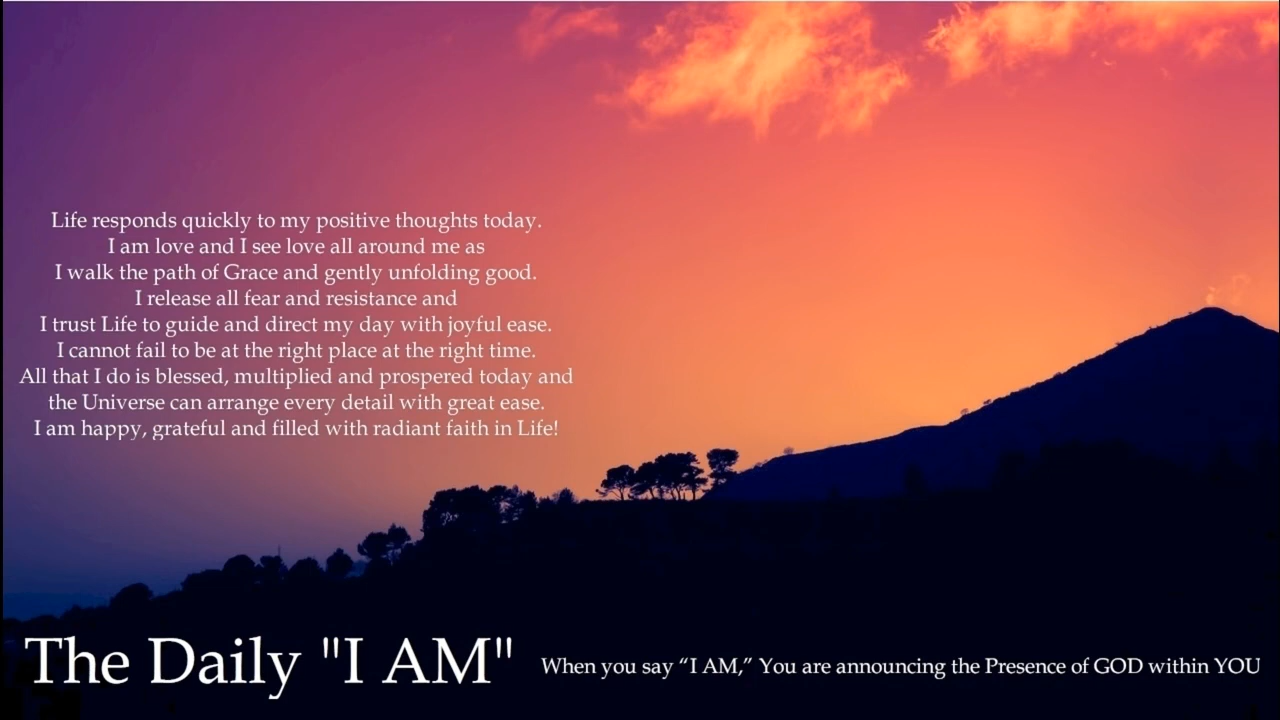 Life responds quickly to my positive thoughts today.
I am love and I see love all around me as
I walk the path of Grace and gently unfolding good.
I release all fear and resistance and
I trust Life to guide and direct my day with joyful ease.
I cannot fail to be at the right place at the right time.
All that I do is blessed, multiplied and prospered today and
the Universe can arrange every detail with great ease.
I am happy, grateful and filled with radiant faith in Life!
The Daily "I AM"
When you say “I AM,” You are announcing the Presence of GOD within YOU